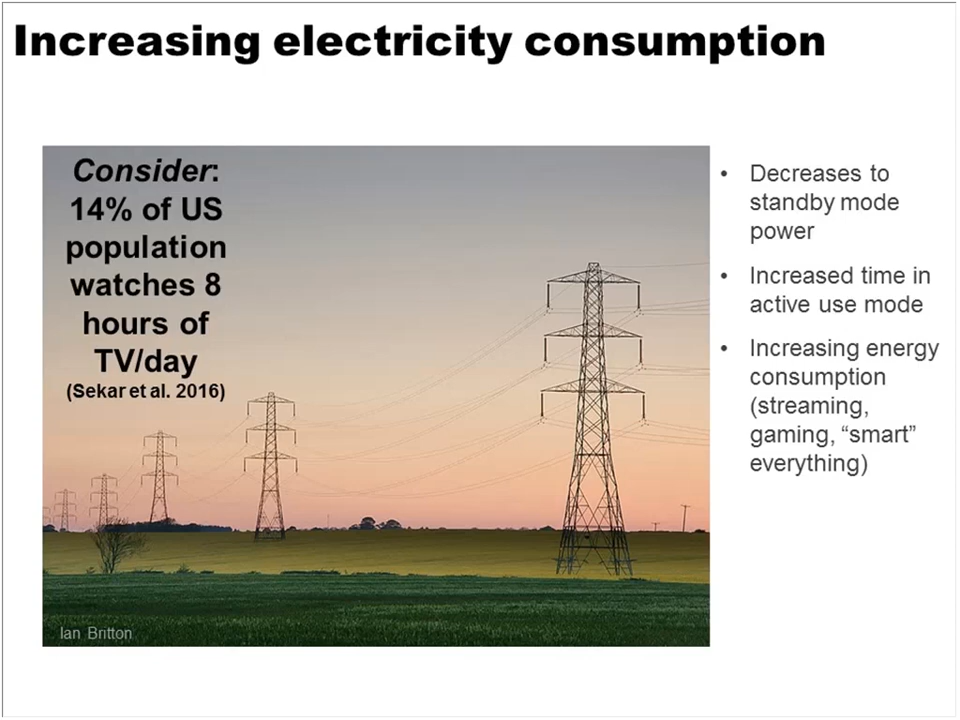 Increasing electricity consumption
Consider:
14% of US
population
watches 8
hours of
TV/day
(Sekar et al. 2016)
• Decreases to
standby mode
power
• Increased time in
active use mode
• Increasing energy
consumption
(streaming,
gaming, “smart”
everything)
Ian Britton